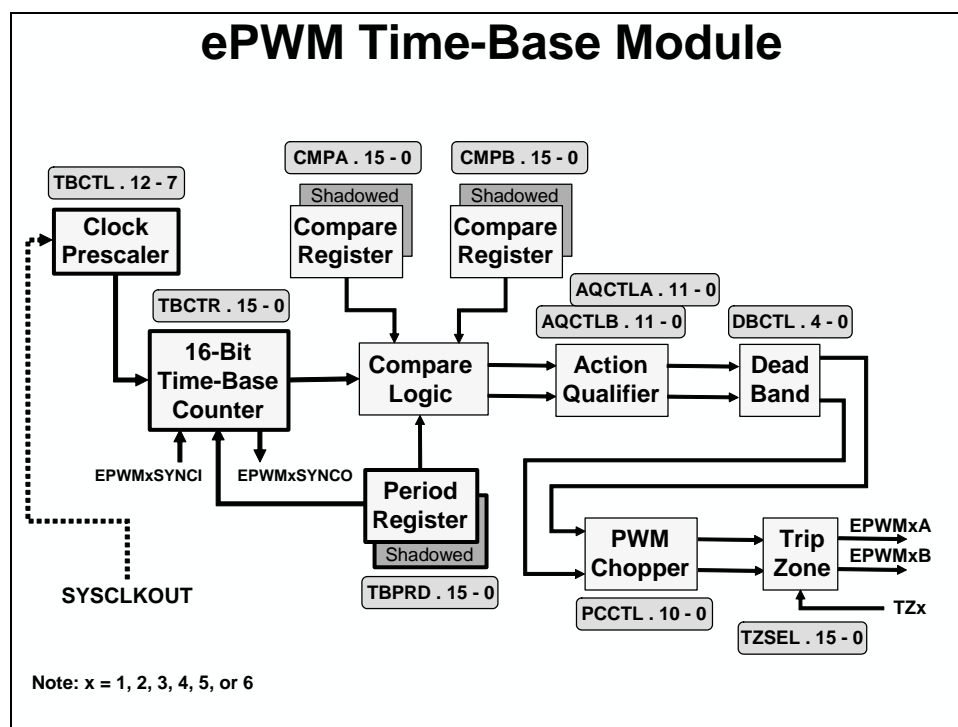 ePWM Time-Base Module
CMPA . 15 - 0
CMPB . 15 - 0
TBCTL . 12 - 7
Shadowed
Shadowed
Clock
Prescaler
Compare
Register
Compare
Register
AQCTLA . 11 - 0
TBCTR . 15 - 0
AQCTLB . 11 - 0
DBCTL . 4 - 0
16-Bit
Time-Base
Counter
Compare
Logic
Action
Qualifier
Dead
Band
EPWMxSYNCI
EPWMxSYNCO
Period
Register
Shadowed
TBPRD . 15 - 0
SYSCLKOUT
PWM
Chopper
Trip
Zone
EPWMxA
EPWMxB
TZx
PCCTL . 10 - 0
TZSEL . 15 - 0
Note: x = 1, 2, 3, 4, 5, or 6